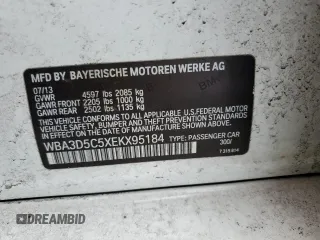 MFD BY BAYERISCHE MOTOREN WERKE AG
07/13
GVWR 4597 lbs 2085 kg
GAWR FRONT 2205 lbs 1000 kg
GAWR REAR 2502 lbs 1135 kg
THIS VEHICLE CONFORMS TO ALL APPLICABLE U.S. FEDERAL MOTOR
VEHICLE SAFETY, BUMPER AND THEFT PREVENTION STANDARDS
IN EFFECT ON THE DATE OF MANUFACTURE SHOWN ABOVE.
WBA3D5C5XEKX95184 TYPE: PASSENGER CAR
300/
AUTOBIDMASTER